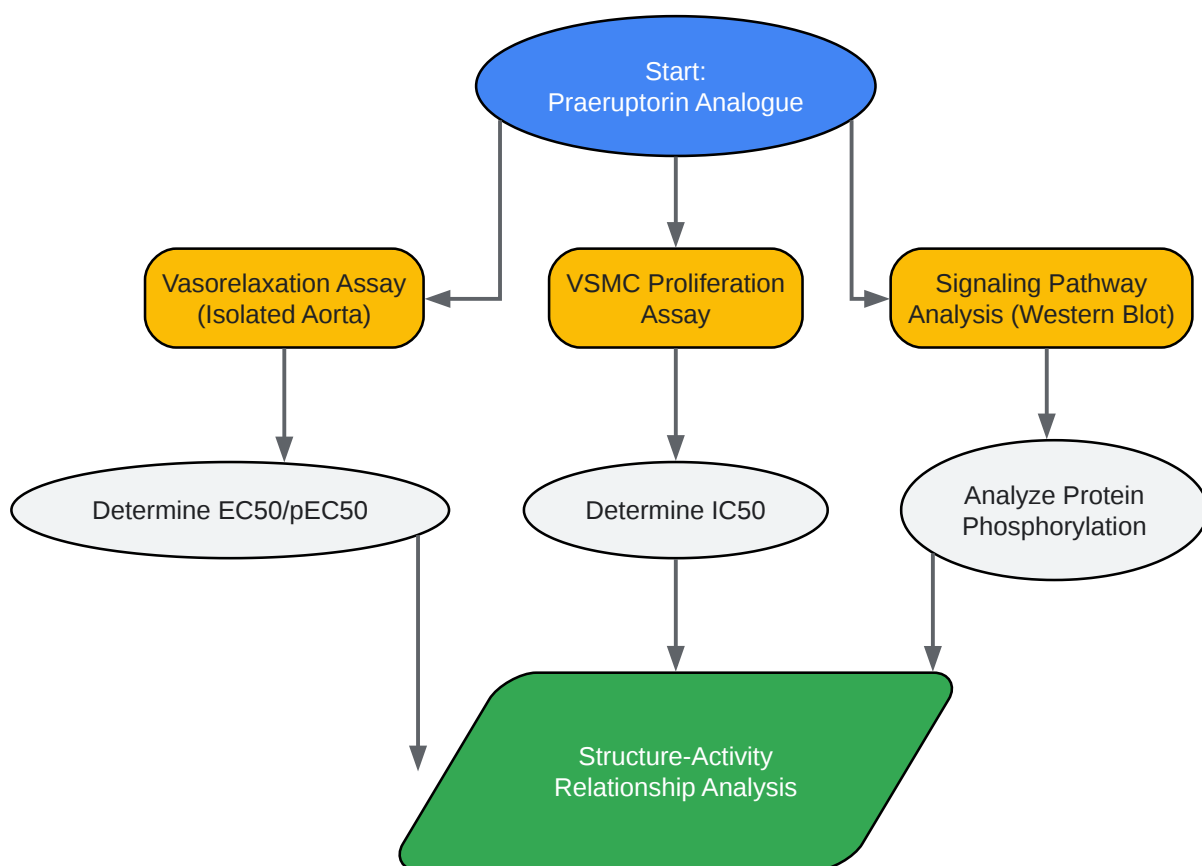 Start:
Praeruptorin Analogue
Vasorelaxation Assay
(Isolated Aorta)
VSMC Proliferation
Assay
Signaling Pathway
Analysis (Western Blot)
Determine EC50/pEC50
Determine IC50
Analyze Protein
Phosphorylation
Structure-Activity
Relationship Analysis